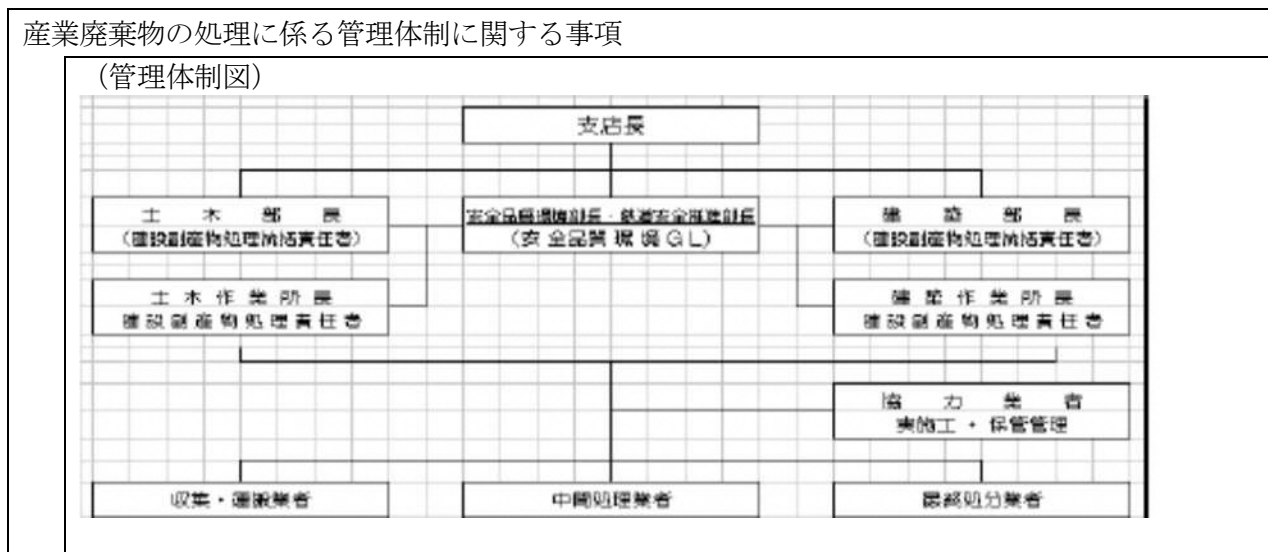 産業廃棄物の処理に係る管理体制に関する事項
(管理体制図)
支店長
土木部長
(建設副産物処理統括責任者)
安全品質環境部長・鉄道安全推進部長
(安全品質環境GL)
建築部長
(建設副産物処理統括責任者)
土木作業所長
建設副産物処理責任者
建築作業所長
建設副産物処理責任者
協力業者
実施工・保管管理
収集・運搬業者
中間処理業者
最終処分業者